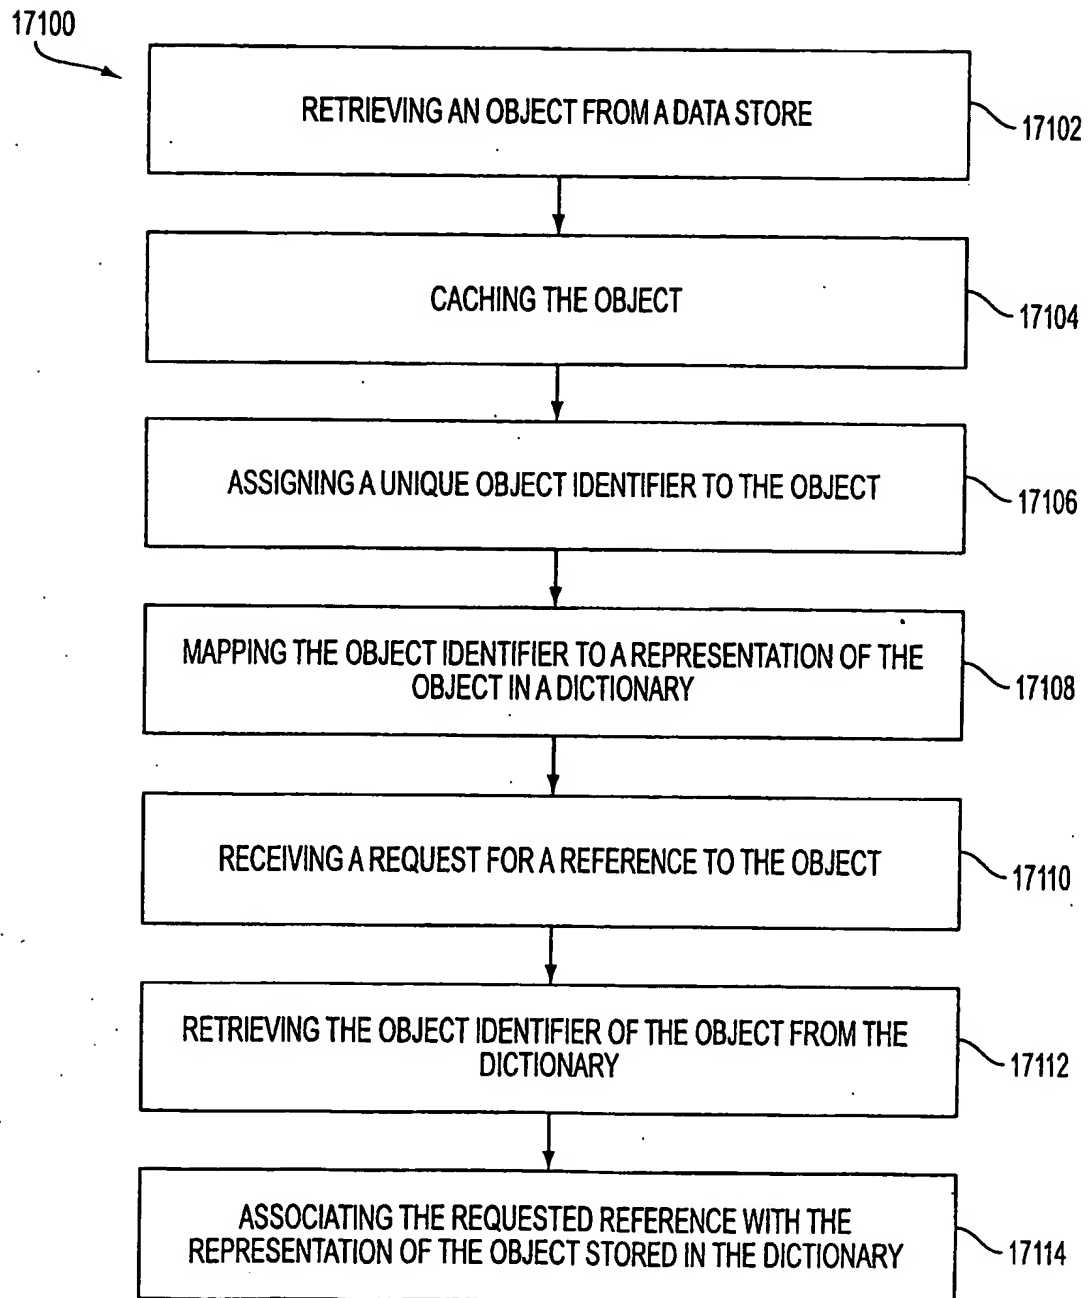 17100
RETRIEVING AN OBJECT FROM A DATA STORE
17102
CACHING THE OBJECT
17104
ASSIGNING A UNIQUE OBJECT IDENTIFIER TO THE OBJECT
17106
MAPPING THE OBJECT IDENTIFIER TO A REPRESENTATION OF THE
OBJECT IN A DICTIONARY
17108
RECEIVING A REQUEST FOR A REFERENCE TO THE OBJECT
17110
RETRIEVING THE OBJECT IDENTIFIER OF THE OBJECT FROM THE
DICTIONARY
17112
ASSOCIATING THE REQUESTED REFERENCE WITH THE
REPRESENTATION OF THE OBJECT STORED IN THE DICTIONARY
17114